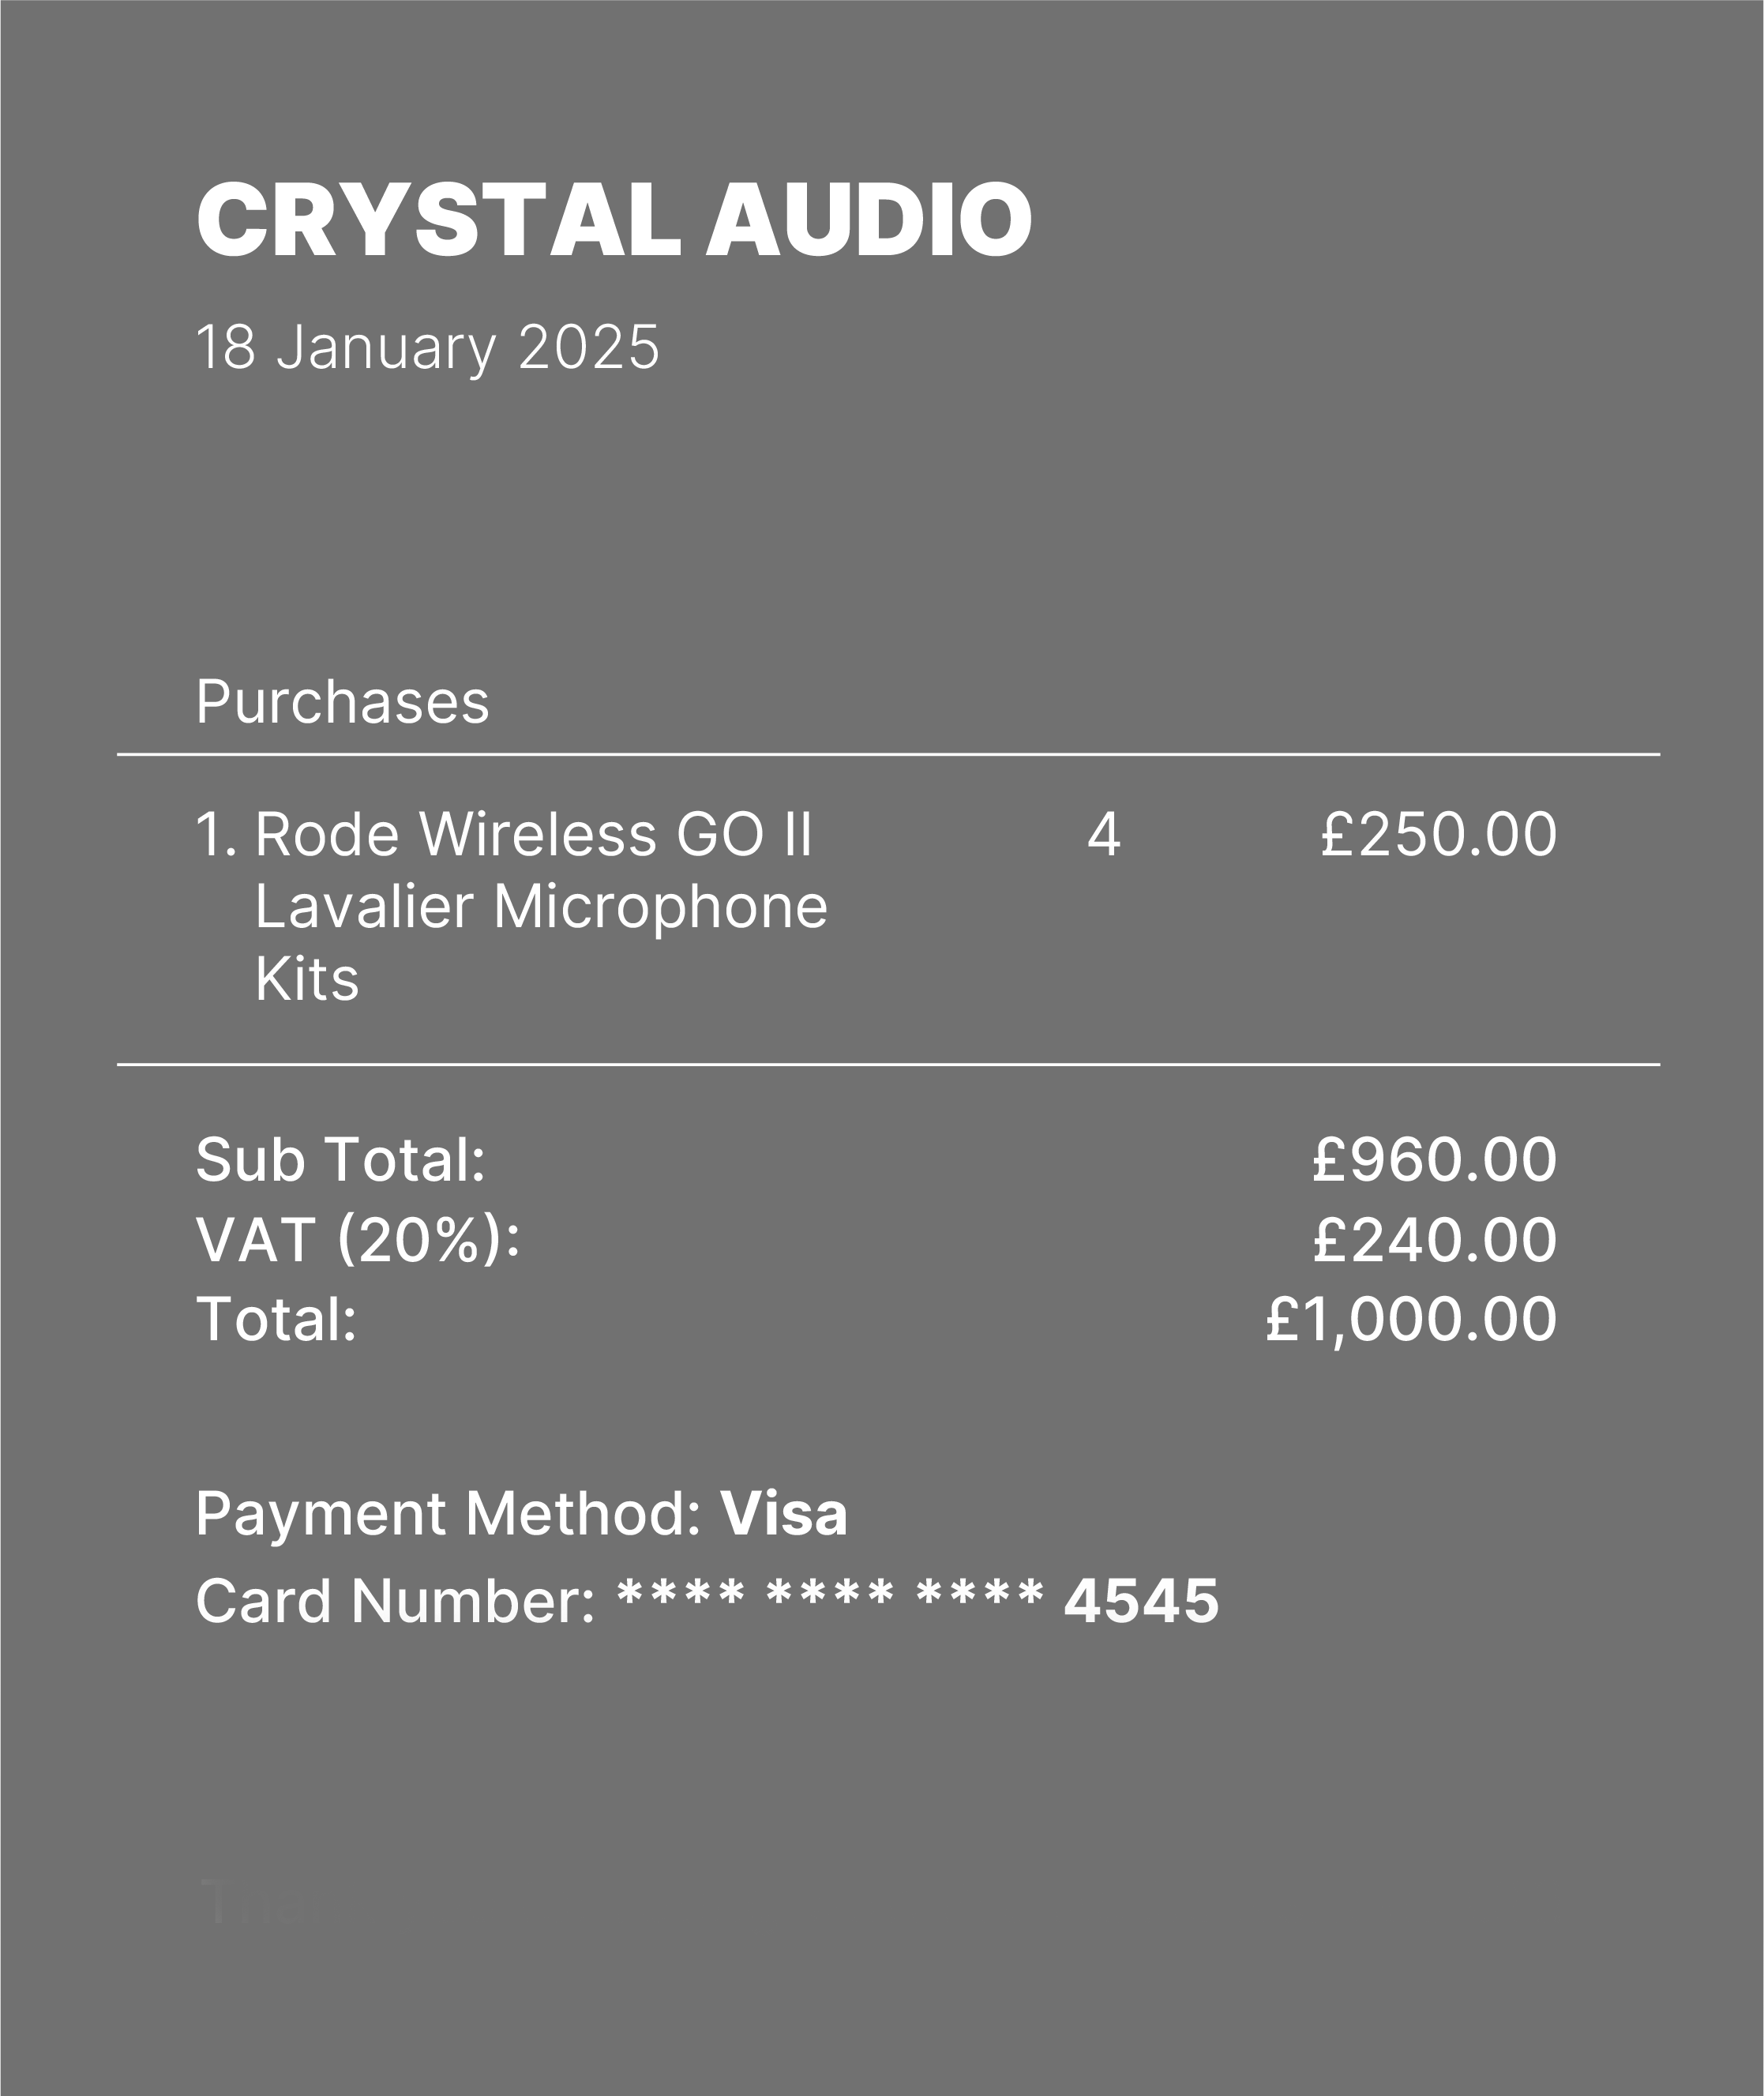 CRYSTAL AUDIO
18 January 2025
Purchases
1. Rode Wireless GO II 4 £250.00
Lavalier Microphone
Kits
Sub Total: £960.00
VAT (20%): £240.00
Total: £1,000.00
Payment Method: Visa
Card Number: **** **** **** 4545